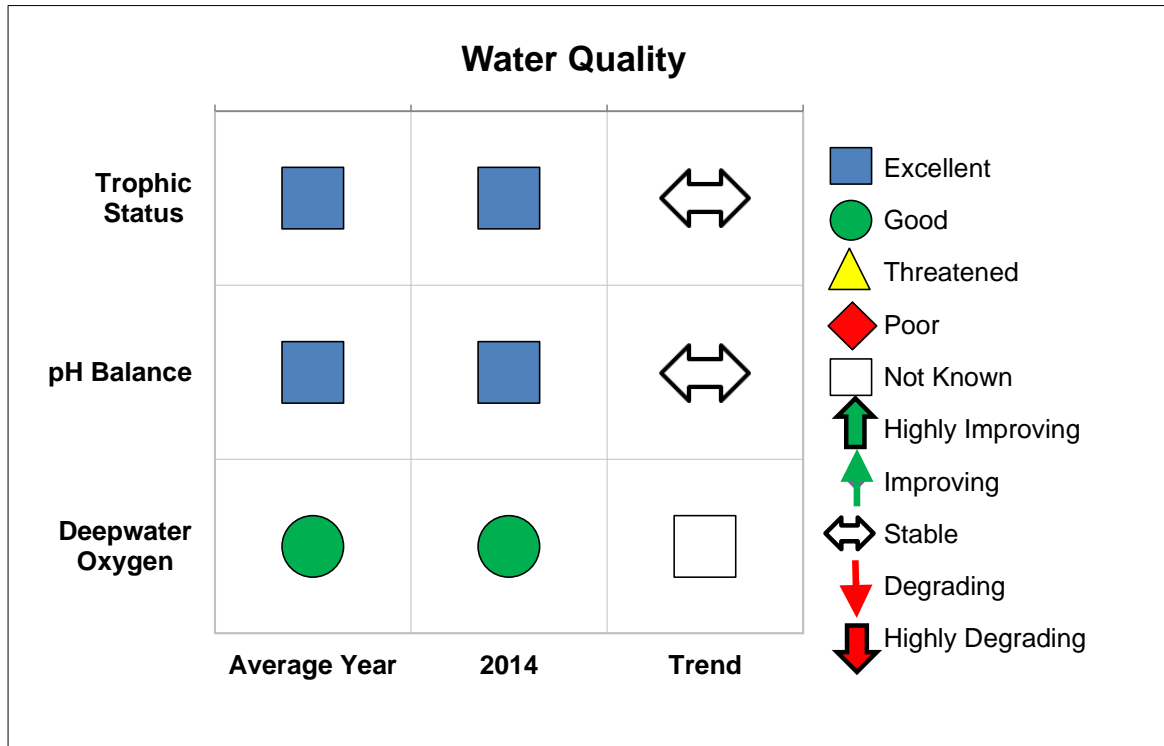 Water Quality
Trophic
Status
pH Balance
Deepwater
Oxygen
Average Year
2014
Trend
Excellent
Good
Threatened
Poor
Not Known
Highly Improving
Improving
Stable
Degrading
Highly Degrading